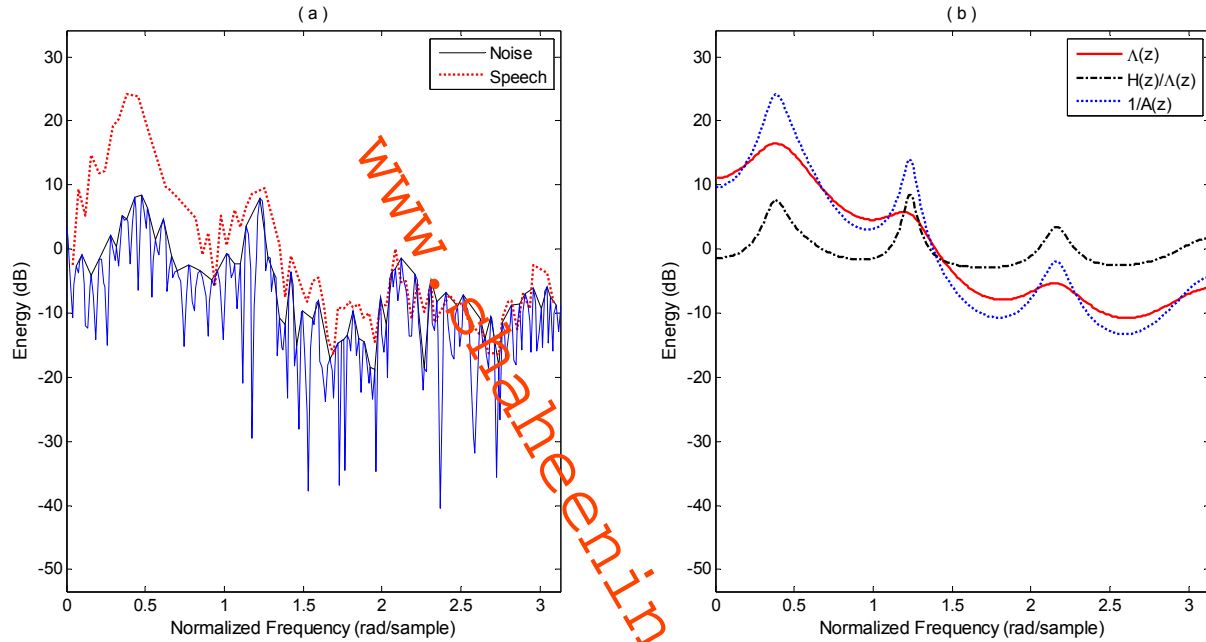 ( a )
30
20
10
0
-10
-20
-30
-40
-50
Energy (dB)
0
0.5
1
1.5
2
2.5
3
Normalized Frequency (rad/sample)
Noise
Speech
( b )
30
20
10
0
-10
-20
-30
-40
-50
Energy (dB)
0
0.5
1
1.5
2
2.5
3
Normalized Frequency (rad/sample)
Λ(z)
H(z)/Λ(z)
1/A(z)
www.shaheenin